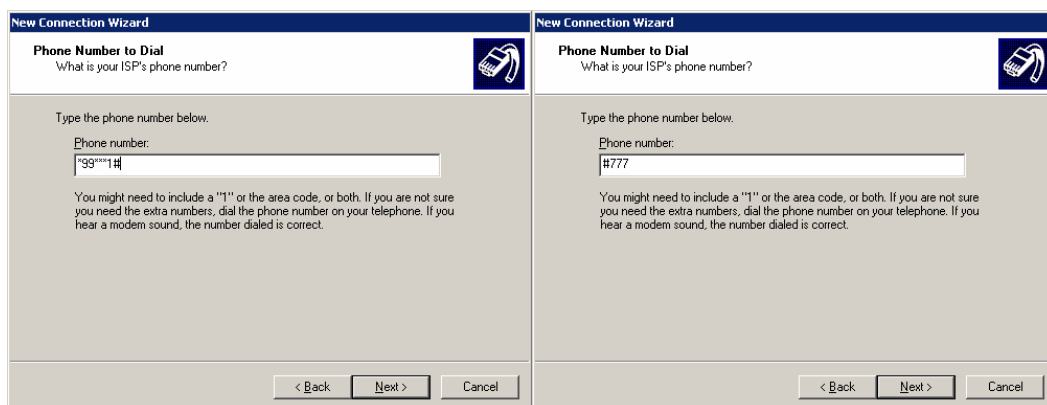 New Connection Wizard
Phone Number to Dial
What is your ISP's phone number?
Type the phone number below.
Phone number:
*99***1#
You might need to include a "1" or the area code, or both. If you are not sure
you need the extra numbers, dial the phone number on your telephone. If you
hear a modem sound, the number dialed is correct.
< Back
Next >
Cancel
New Connection Wizard
Phone Number to Dial
What is your ISP's phone number?
Type the phone number below.
Phone number:
#777
You might need to include a "1" or the area code, or both. If you are not sure
you need the extra numbers, dial the phone number on your telephone. If you
hear a modem sound, the number dialed is correct.
< Back
Next >
Cancel